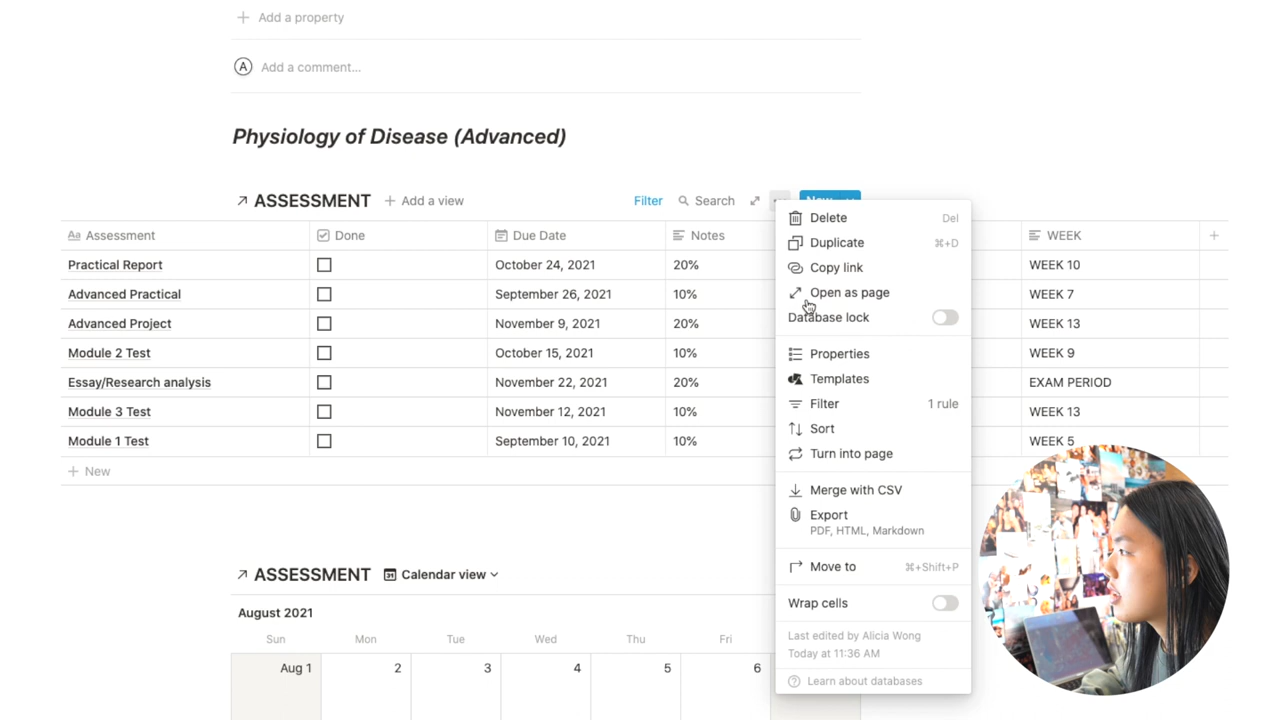 Add a property
A Add a comment...
Physiology of Disease (Advanced)
ASSESSMENT Add a view Filter Search
Aa Assessment Done Due Date Notes WEEK
Practical Report October 24, 2021 20% WEEK 10
Advanced Practical September 26, 2021 10% WEEK 7
Advanced Project November 9, 2021 20% WEEK 13
Module 2 Test October 15, 2021 10% WEEK 9
Essay/Research analysis November 22, 2021 20% EXAM PERIOD
Module 3 Test November 12, 2021 10% WEEK 13
Module 1 Test September 10, 2021 10% WEEK 5
New
Delete Del
Duplicate ⌘+D
Copy link
Open as page
Database lock
Properties
Templates
Filter 1 rule
Sort
Turn into page
Merge with CSV
Export
PDF, HTML, Markdown
Move to ⌘+Shift+P
Wrap cells
Last edited by Alicia Wong
Today at 11:36 AM
Learn about databases
ASSESSMENT 31 Calendar view
August 2021
Sun Mon Tue Wed Thu Fri
Aug 1 2 3 4 5 6